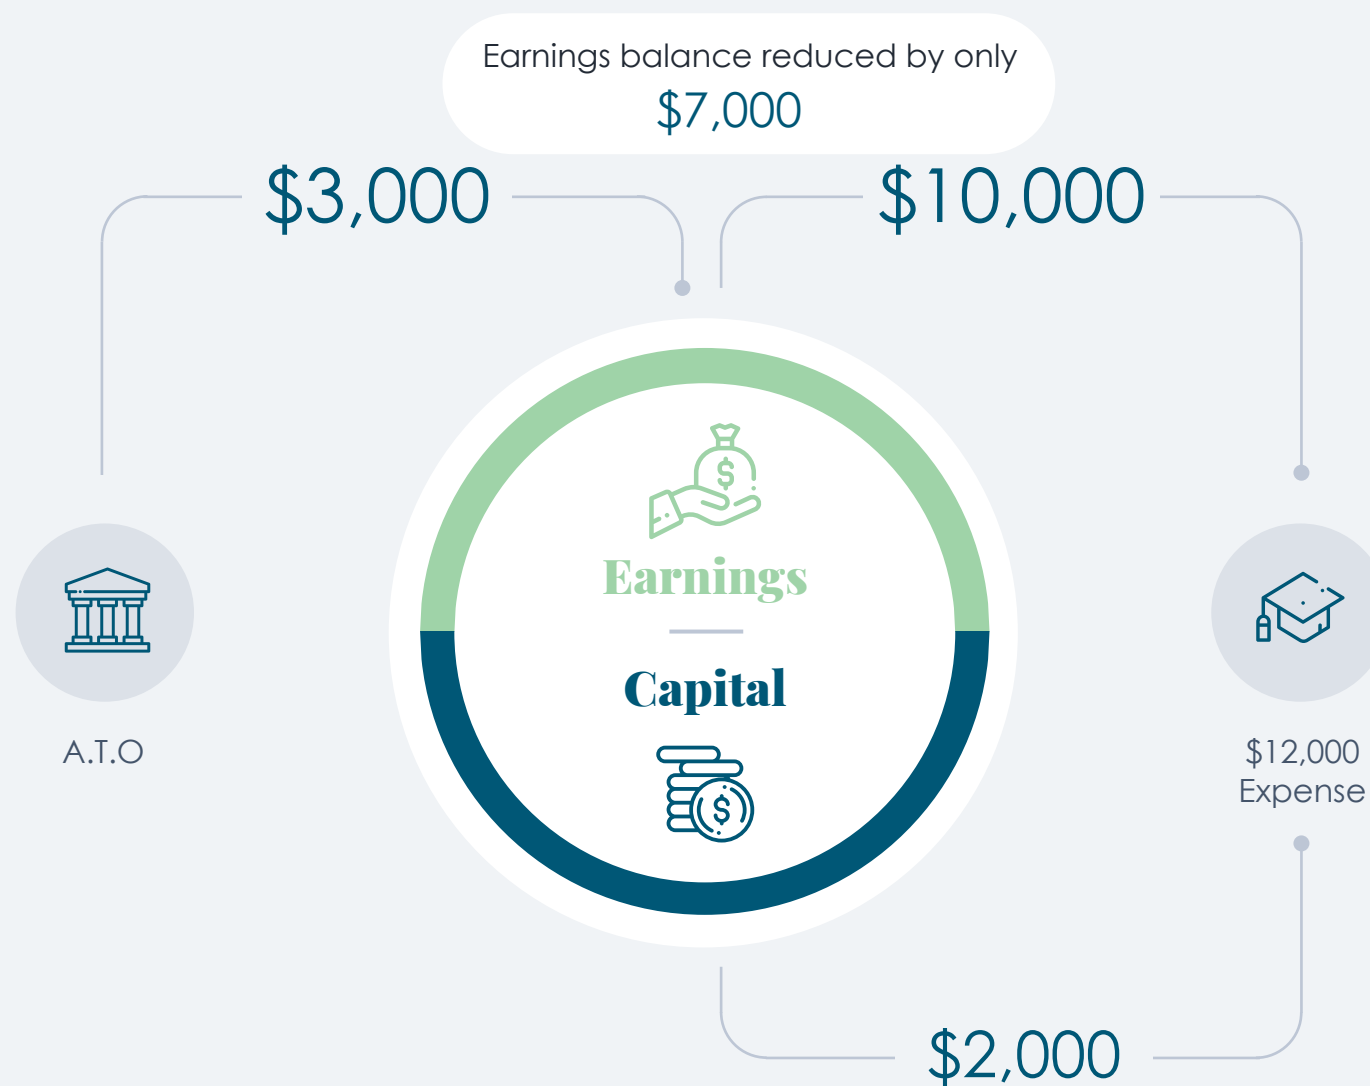 Earnings balance reduced by only
$7,000
$3,000
$10,000
$
Earnings
Capital
$
A.T.O
$12,000
Expense
$2,000